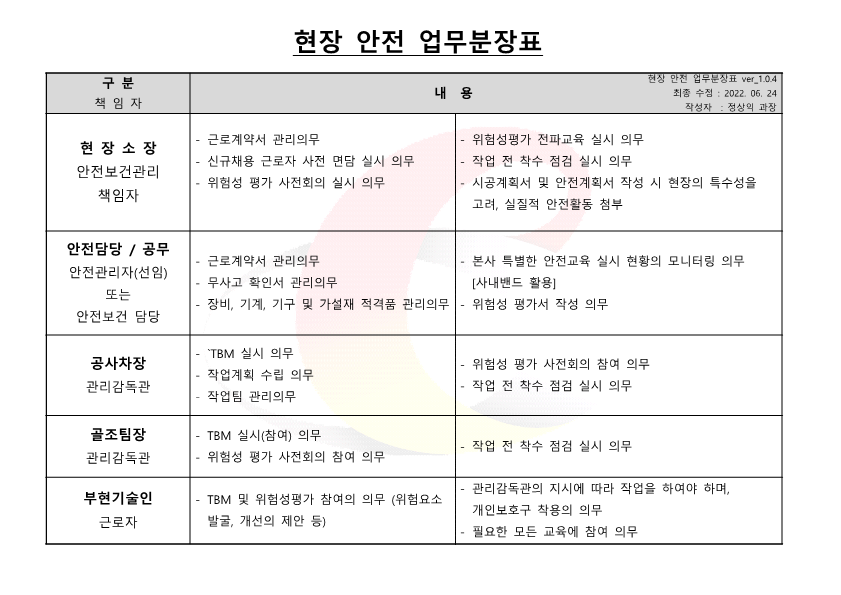 현장 안전 업무분장표
구 분
책 임 자
내 용
현장 안전 업무분장표 ver_1.0.4
최종 수정 : 2022. 06. 24
작성자 : 정상익 과장
현 장 소 장
안전보건관리
책임자
- 근로계약서 관리의무
- 신규채용 근로자 사전 면담 실시 의무
- 위험성 평가 사전회의 실시 의무
- 위험성평가 전파교육 실시 의무
- 작업 전 착수 점검 실시 의무
- 시공계획서 및 안전계획서 작성 시 현장의 특수성을
고려, 실질적 안전활동 첨부
안전담당 / 공무
안전관리자(선임)
또는
안전보건 담당
- 근로계약서 관리의무
- 무사고 확인서 관리의무
- 장비, 기계, 기구 및 가설재 적격품 관리의무
- 본사 특별한 안전교육 실시 현황의 모니터링 의무
[사내밴드 활용]
- 위험성 평가서 작성 의무
공사차장
관리감독관
- `TBM 실시 의무
- 작업계획 수립 의무
- 작업팀 관리의무
- 위험성 평가 사전회의 참여 의무
- 작업 전 착수 점검 실시 의무
골조팀장
관리감독관
- TBM 실시(참여) 의무
- 위험성 평가 사전회의 참여 의무
- 작업 전 착수 점검 실시 의무
부현기술인
근로자
- TBM 및 위험성평가 참여의 의무 (위험요소
발굴, 개선의 제안 등)
- 관리감독관의 지시에 따라 작업을 하여야 하며,
개인보호구 착용의 의무
- 필요한 모든 교육에 참여 의무